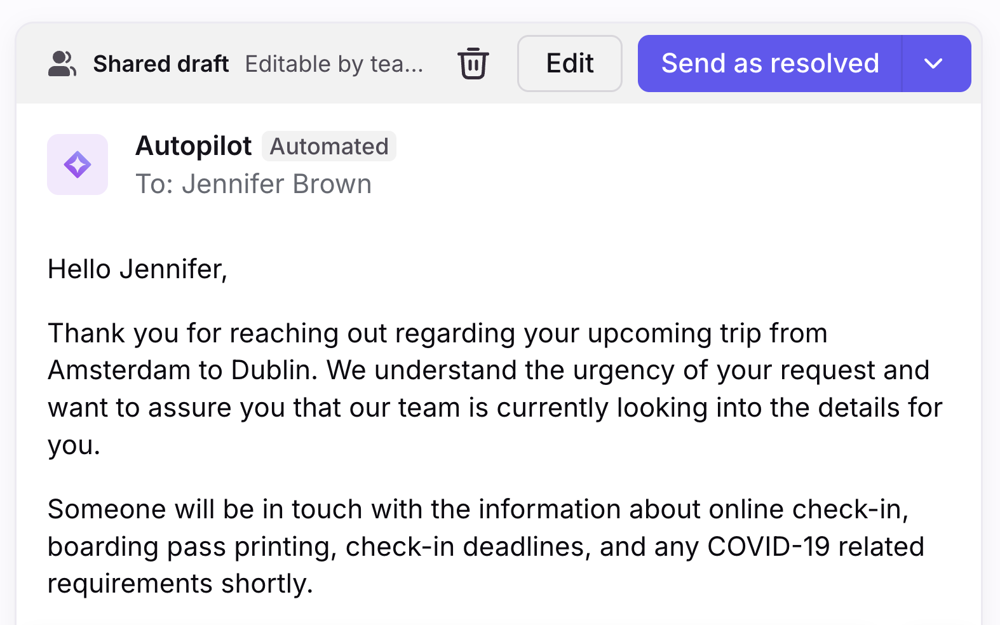 Shared draft Editable by tea...
Edit
Send as resolved
Autopilot Automated
To: Jennifer Brown
Hello Jennifer,
Thank you for reaching out regarding your upcoming trip from
Amsterdam to Dublin. We understand the urgency of your request and
want to assure you that our team is currently looking into the details for
you.
Someone will be in touch with the information about online check-in,
boarding pass printing, check-in deadlines, and any COVID-19 related
requirements shortly.